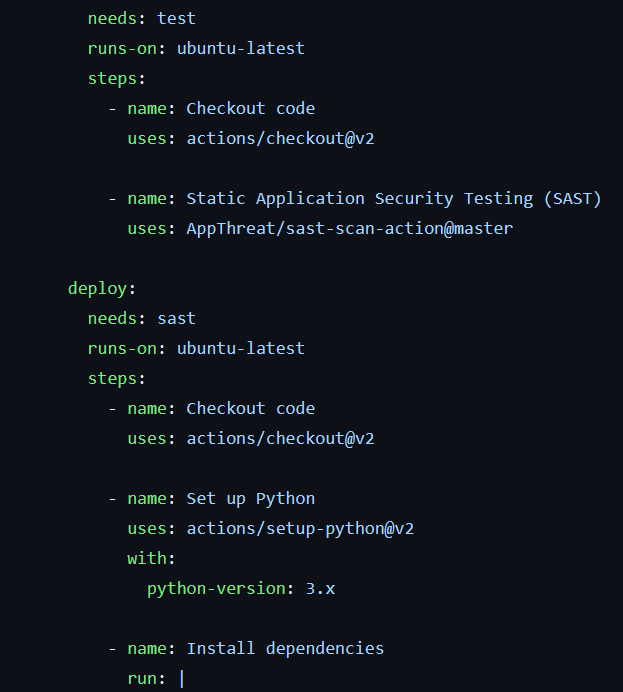 needs: test
runs-on: ubuntu-latest
steps:
- name: Checkout code
uses: actions/checkout@v2
- name: Static Application Security Testing (SAST)
uses: AppThreat/sast-scan-action@master
deploy:
needs: sast
runs-on: ubuntu-latest
steps:
- name: Checkout code
uses: actions/checkout@v2
- name: Set up Python
uses: actions/setup-python@v2
with:
python-version: 3.x
- name: Install dependencies
run: |